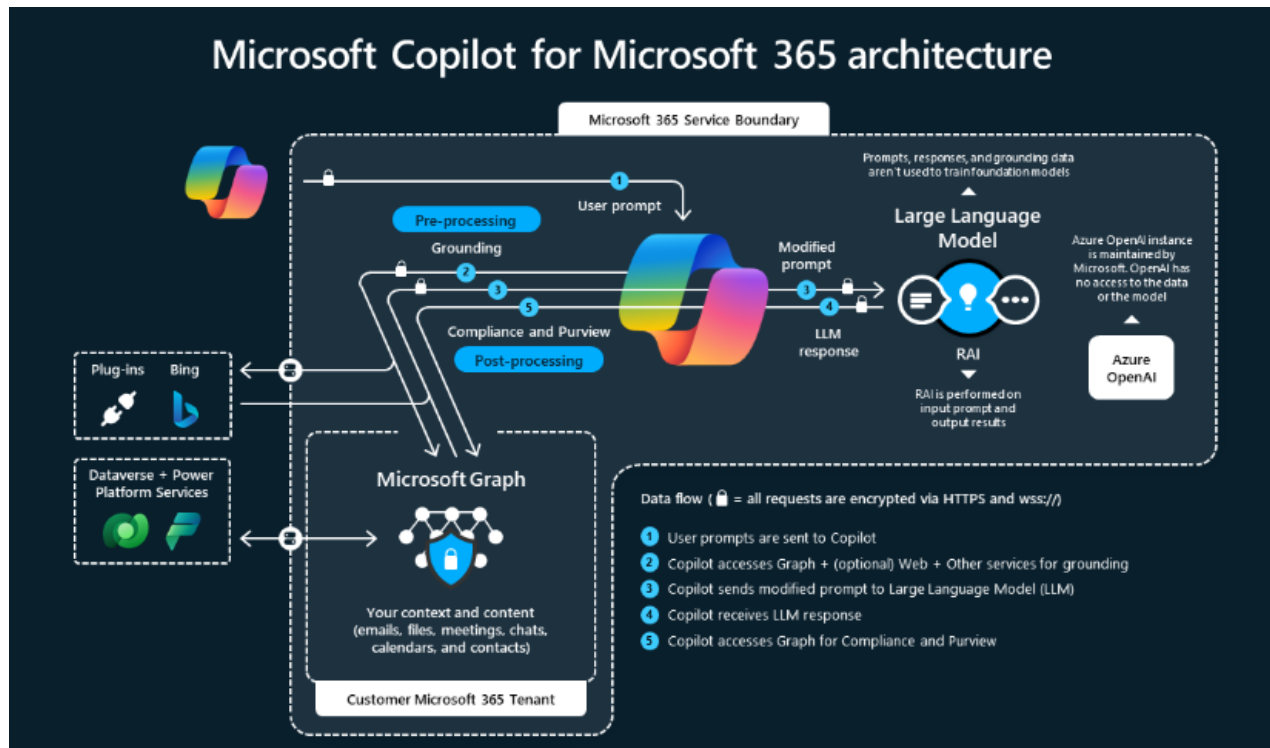 Microsoft Copilot for Microsoft 365 architecture
Microsoft 365 Service Boundary
1
User prompt
Pre-processing
Grounding
2
3
5
Compliance and Purview
Post-processing
Modified
prompt
3
4
LLM
response
Prompts, responses, and grounding data
aren't used to train foundation models
Large Language
Model
RAI
RAI is performed on
input prompt and
output results
Azure OpenAI instance
is maintained by
Microsoft. OpenAI has
no access to the data
or the model
Azure
OpenAI
Plug-ins
Bing
Dataverse + Power
Platform Services
Microsoft Graph
Your context and content
(emails, files, meetings, chats,
calendars, and contacts)
Customer Microsoft 365 Tenant
Data flow ( = all requests are encrypted via HTTPS and wss://)
1 User prompts are sent to Copilot
2 Copilot accesses Graph + (optional) Web + Other services for grounding
3 Copilot sends modified prompt to Large Language Model (LLM)
4 Copilot receives LLM response
5 Copilot accesses Graph for Compliance and Purview